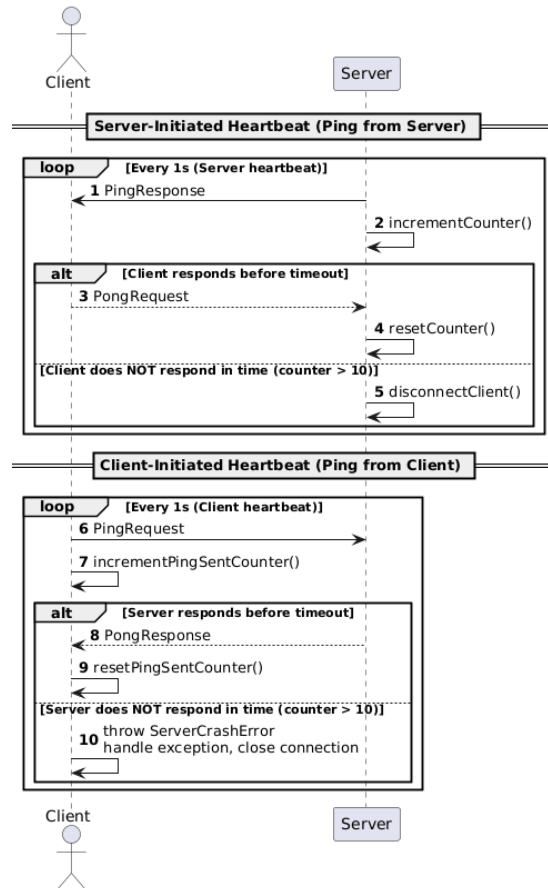 Client
Server
Server-Initiated Heartbeat (Ping from Server)
loop [Every 1s (Server heartbeat)]
1 PingResponse
2 incrementCounter()
alt [Client responds before timeout]
3 PongRequest
4 resetCounter()
[Client does NOT respond in time (counter > 10)]
5 disconnectClient()
Client-Initiated Heartbeat (Ping from Client)
loop [Every 1s (Client heartbeat)]
6 PingRequest
7 incrementPingSentCounter()
alt [Server responds before timeout]
8 PongResponse
9 resetPingSentCounter()
[Server does NOT respond in time (counter > 10)]
10 throw ServerCrashError
handle exception, close connection
Client
Server